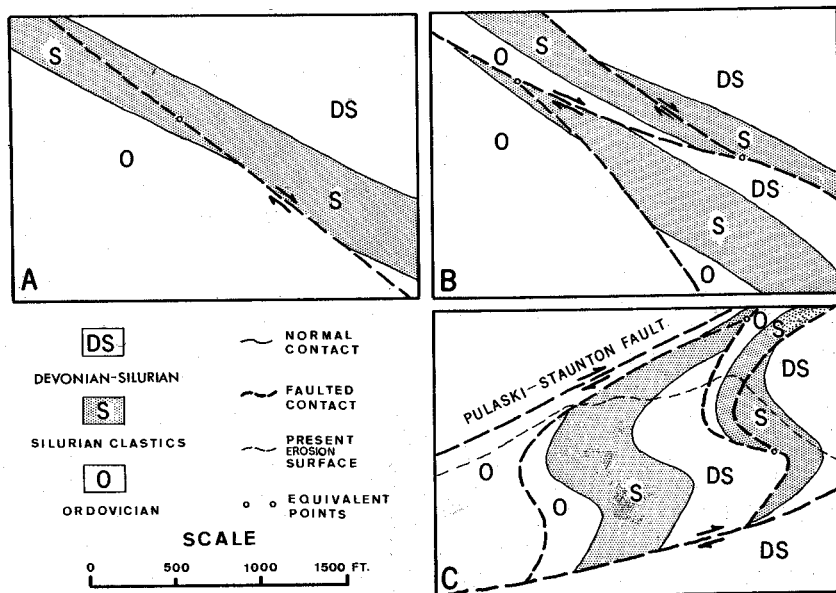 S
DS
O
S
A
S
O
DS
O
S
DS
S
O
B
DS
DEVONIAN-SILURIAN
S
SILURIAN CLASTICS
O
ORDOVICIAN
NORMAL
CONTACT
FAULTED
CONTACT
PRESENT
EROSION
SURFACE
EQUIVALENT
POINTS
SCALE
0 500 1000 1500 FT.
PULASKI-STAUNTON FAULT
O
S
DS
S
O
DS
S
O
DS
C